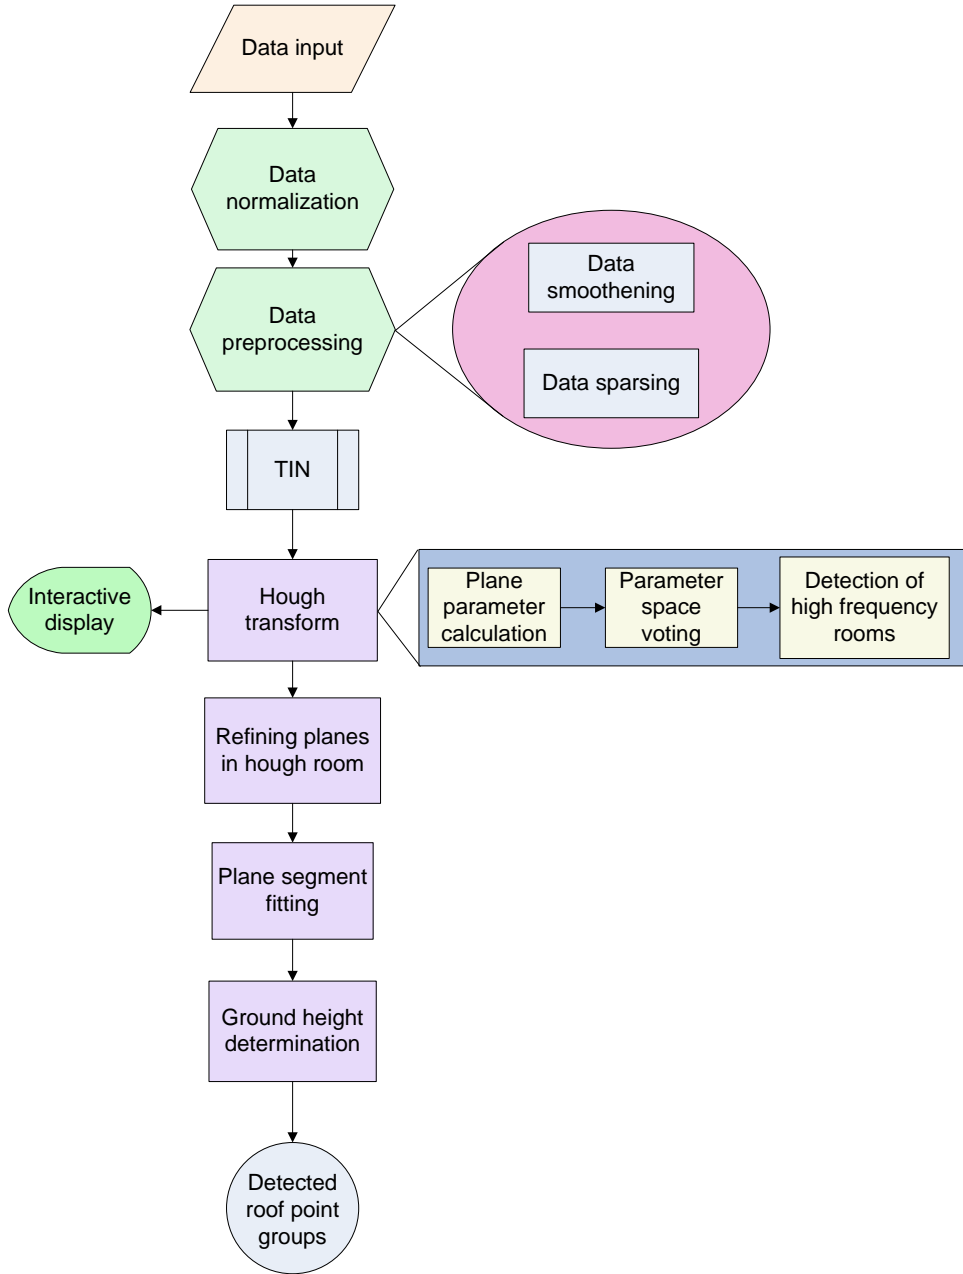 Data input
Data
normalization
Data
preprocessing
Data
smoothening
Data sparsing
TIN
Interactive
display
Hough
transform
Plane
parameter
calculation
Parameter
space
voting
Detection of
high frequency
rooms
Refining planes
in hough room
Plane segment
fitting
Ground height
determination
Detected
roof point
groups